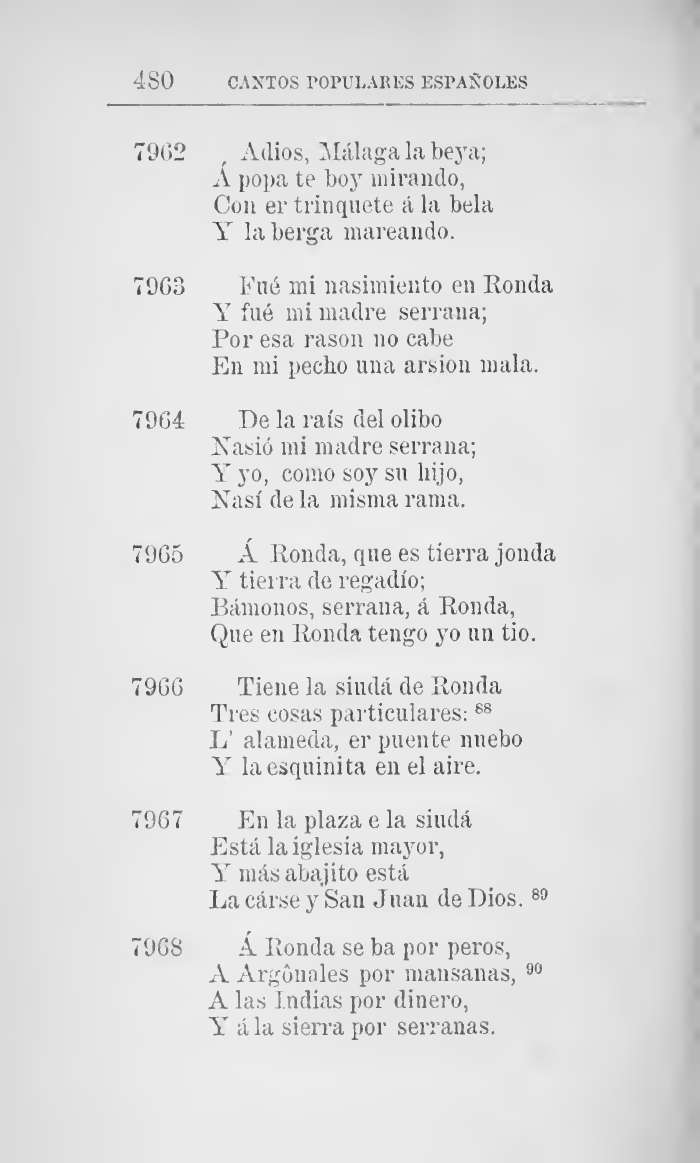 480 CANTOS POPULARES ESPAÑOLES
7962 Adios, Málaga la beya;
Á popa te boy mirando,
Con er trinquete á la bela
Y la berga mareando.
7963 Fué mi nasimiento en Ronda
Y fué mi madre serrana;
Por esa rason no cabe
En mi pecho una arsion mala.
7964 De la raís del olibo
Nasió mi madre serrana;
Y yo, como soy su hijo,
Nasí de la misma rama.
7965 Á Ronda, que es tierra jonda
Y tierra de regadío;
Bámonos, serrana, á Ronda,
Que en Ronda tengo yo un tio.
7966 Tiene la siudá de Ronda
Tres cosas particulares: 88
L' alameda, er puente nuebo
Y la esquinita en el aire.
7967 En la plaza e la siudá
Está la iglesia mayor,
Y más abajito está
La cárse y San Juan de Dios. 89
7968 Á Ronda se ba por peros,
A Argônales por mansanas, 90
A las Indias por dinero,
Y á la sierra por serranas.